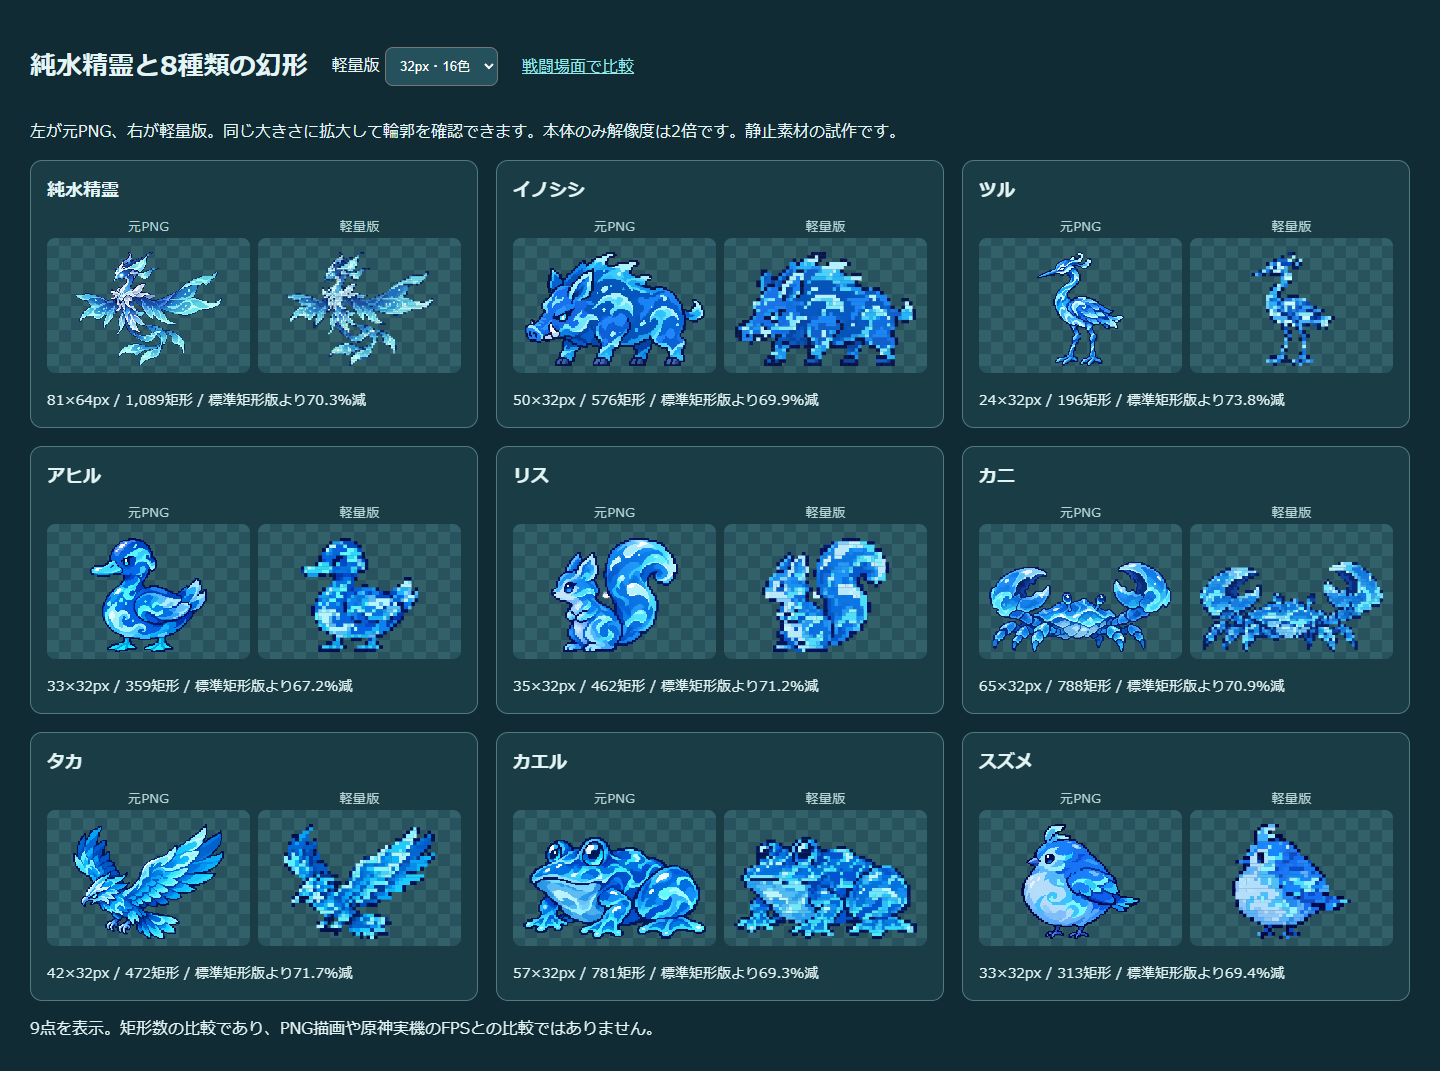 純水精霊と8種類の幻形 軽量版 32px・16色 戦闘場面で比較
左が元PNG、右が軽量版。同じ大きさに拡大して輪郭を確認できます。本体のみ解像度は2倍です。静止素材の試作です。
純水精霊
元PNG 軽量版
81×64px / 1,089矩形 / 標準矩形版より70.3%減
イノシシ
元PNG 軽量版
50×32px / 576矩形 / 標準矩形版より69.9%減
ツル
元PNG 軽量版
24×32px / 196矩形 / 標準矩形版より73.8%減
アヒル
元PNG 軽量版
33×32px / 359矩形 / 標準矩形版より67.2%減
リス
元PNG 軽量版
35×32px / 462矩形 / 標準矩形版より71.2%減
カニ
元PNG 軽量版
65×32px / 788矩形 / 標準矩形版より70.9%減
タカ
元PNG 軽量版
42×32px / 472矩形 / 標準矩形版より71.7%減
カエル
元PNG 軽量版
57×32px / 781矩形 / 標準矩形版より69.3%減
スズメ
元PNG 軽量版
33×32px / 313矩形 / 標準矩形版より69.4%減
9点を表示。矩形数の比較であり、PNG描画や原神実機のFPSとの比較ではありません。